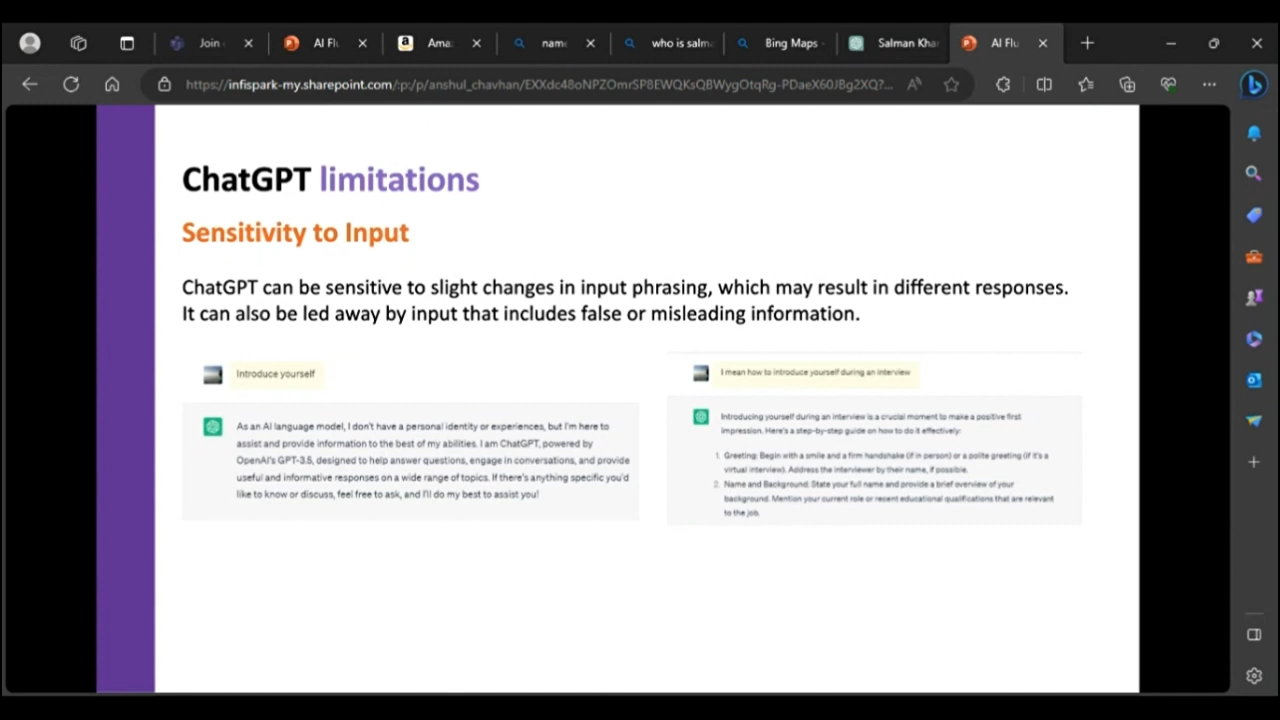 Join
AI Flu
Ama
name
who is salma
Bing Maps -
Salman Khan
AI Flu
https://infispark-my.sharepoint.com/:p:/p/anshul_chavhan/EXXdc48oNPZOmrSP8EWQKsQBWygOtqRg-PDaeX60JBg2XQ?...
ChatGPT limitations
Sensitivity to Input
ChatGPT can be sensitive to slight changes in input phrasing, which may result in different responses.
It can also be led away by input that includes false or misleading information.
Introduce yourself
As an AI language model, I don't have a personal identity or experiences, but I'm here to
assist and provide information to the best of my abilities. I am ChatGPT, powered by
OpenAI's GPT-3.5, designed to help answer questions, engage in conversations, and provide
useful and informative responses on a wide range of topics. If there's anything specific you'd
like to know or discuss, feel free to ask, and I'll do my best to assist you!
I mean how to introduce yourself during an interview
Introducing yourself during an interview is a crucial moment to make a positive first
impression. Here's a step-by-step guide on how to do it effectively:
1. Greeting: Begin with a smile and a firm handshake (if in person) or a polite greeting (if it's a
virtual interview). Address the interviewer by their name, if possible.
2. Name and Background: State your full name and provide a brief overview of your
background. Mention your current role or recent educational qualifications that are relevant
to the job.